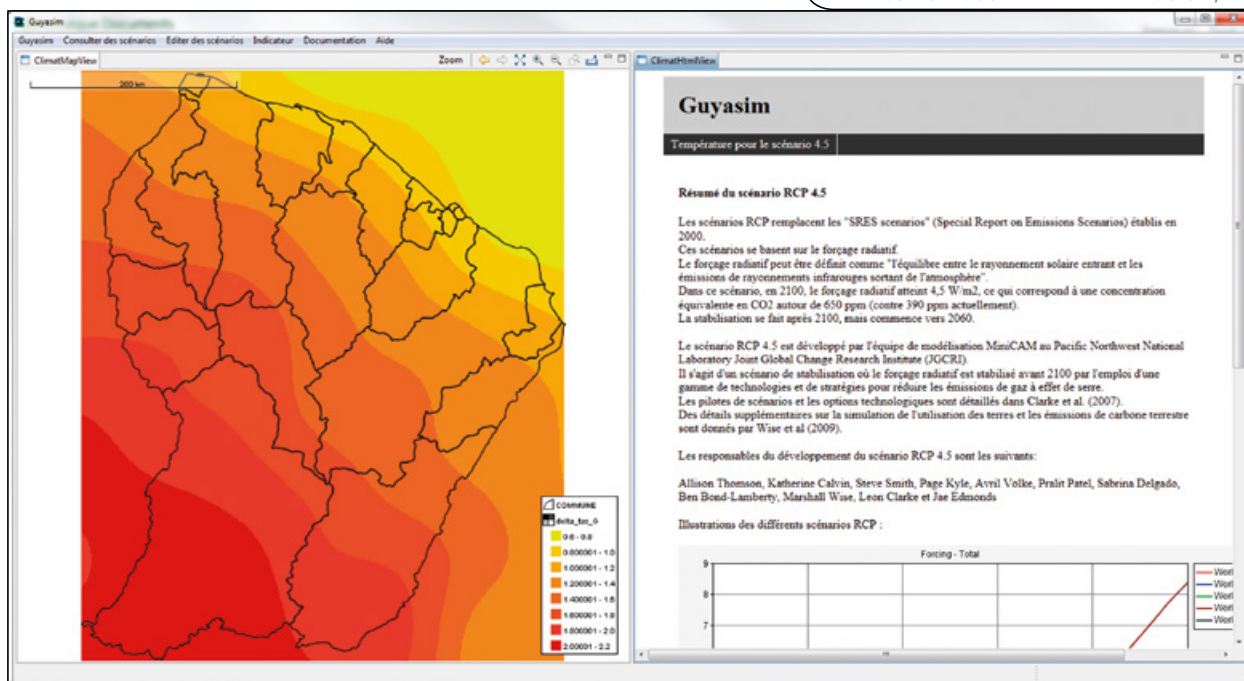 Guyasim
Guyasim Consulter des scénarios Editer des scénarios Indicateur Documentation Aide
ClimatMapView
Zoom
ClimatHtmlView
200 km
Guyasim
Température pour le scénario 4.5
Résumé du scénario RCP 4.5
Les scénarios RCP remplacent les "SRES scenarios" (Special Report on Emissions Scenarios) établis en
2000.
Ces scénarios se basent sur le forçage radiatif.
Le forçage radiatif peut être définit comme "l'équilibre entre le rayonnement solaire entrant et les
émissions de rayonnements infrarouges sortant de l'atmosphère".
Dans ce scénario, en 2100, le forçage radiatif atteint 4,5 W/m2, ce qui correspond à une concentration
équivalente en CO2 autour de 650 ppm (contre 390 ppm actuellement).
La stabilisation se fait après 2100, mais commence vers 2060.
Le scénario RCP 4.5 est développé par l'équipe de modélisation MiniCAM au Pacific Northwest National
Laboratory Joint Global Change Research Institute (JGCRI).
Il s'agit d'un scénario de stabilisation où le forçage radiatif est stabilisé avant 2100 par l'emploi d'une
gamme de technologies et de stratégies pour réduire les émissions de gaz à effet de serre.
Les pilotes de scénarios et les options technologiques sont détaillés dans Clarke et al. (2007).
Des détails supplémentaires sur la simulation de l'utilisation des terres et les émissions de carbone terrestre
sont donnés par Wise et al (2009).
Les responsables du développement du scénario RCP 4.5 sont les suivants:
Allison Thomson, Katherine Calvin, Steve Smith, Page Kyle, Avril Volke, Pralit Patel, Sabrina Delgado,
Ben Bond-Lamberty, Marshall Wise, Leon Clarke et Jae Edmonds
Illustrations des différents scénarios RCP :
Forcing - Total
9
8
7
Worl
Worl
Worl
Worl
Worl
COMMUNE
0.6 - 0.8
0.800001 - 1.0
1.000001 - 1.2
1.200001 - 1.4
1.400001 - 1.6
1.600001 - 1.8
1.800001 - 2.0
2.00001 - 2.2